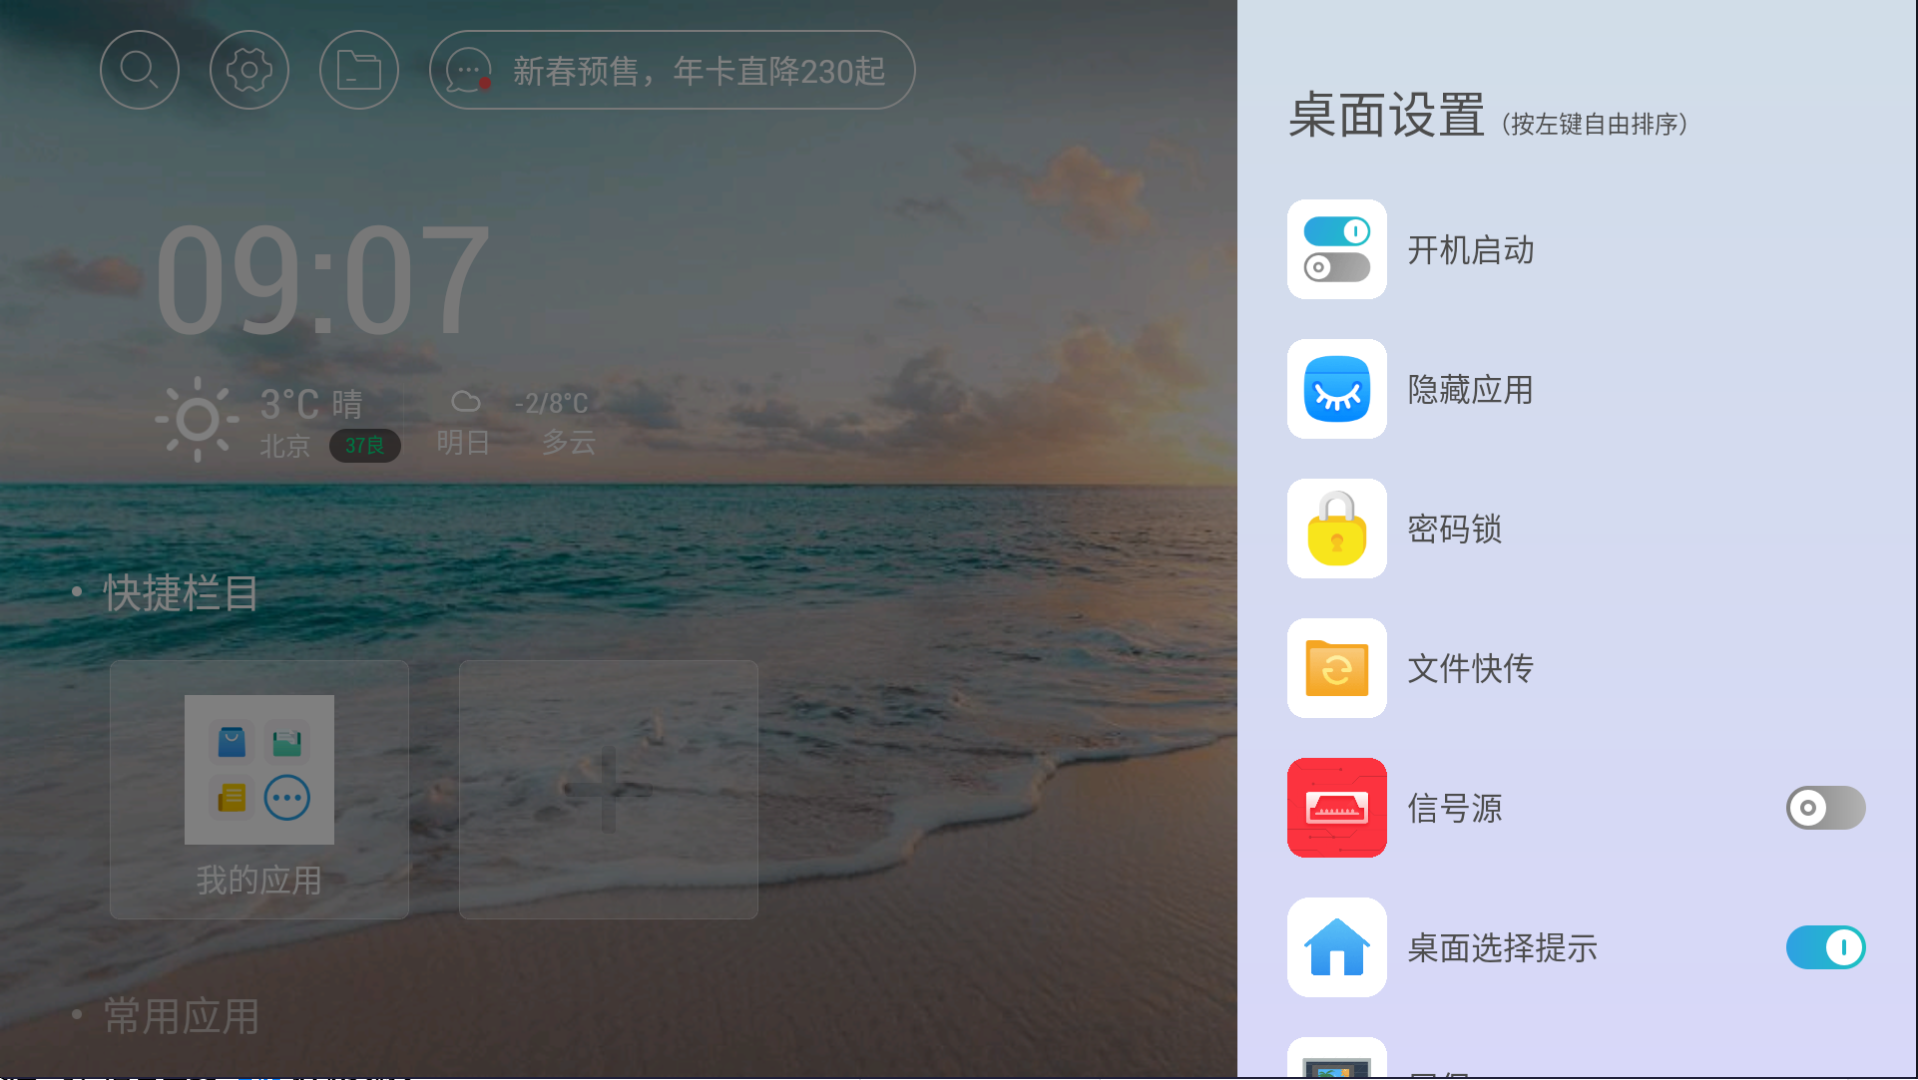 新春预售，年卡直降230起
09:07
3°C 晴
北京 37良
-2/8°C
明日 多云
• 快捷栏目
我的应用
• 常用应用
桌面设置（按左键自由排序）
开机启动
隐藏应用
密码锁
文件快传
信号源
桌面选择提示